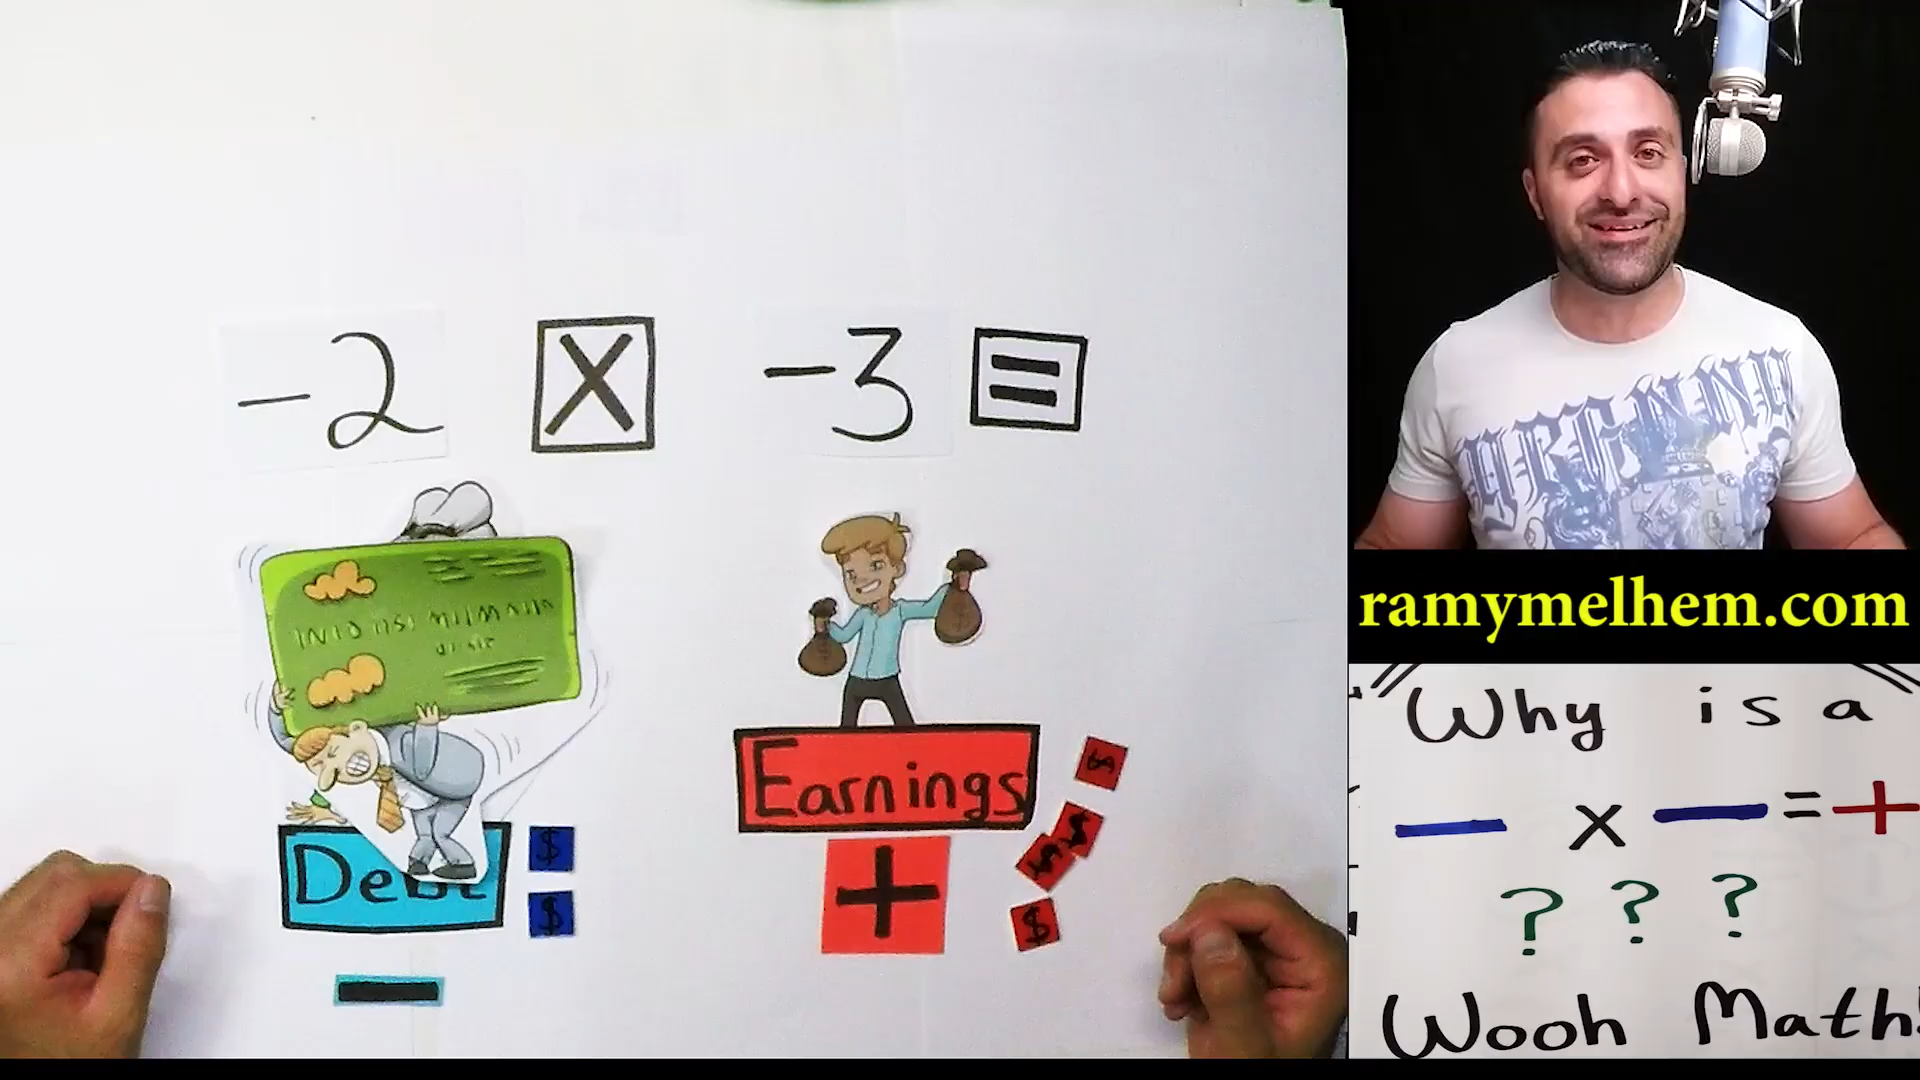 -2 X -3 =
Debt
$
$
Earnings
+
$
$
$
$
−
ramymelhem.com
Why is a
— x — = +
? ? ?
Wooh Math!